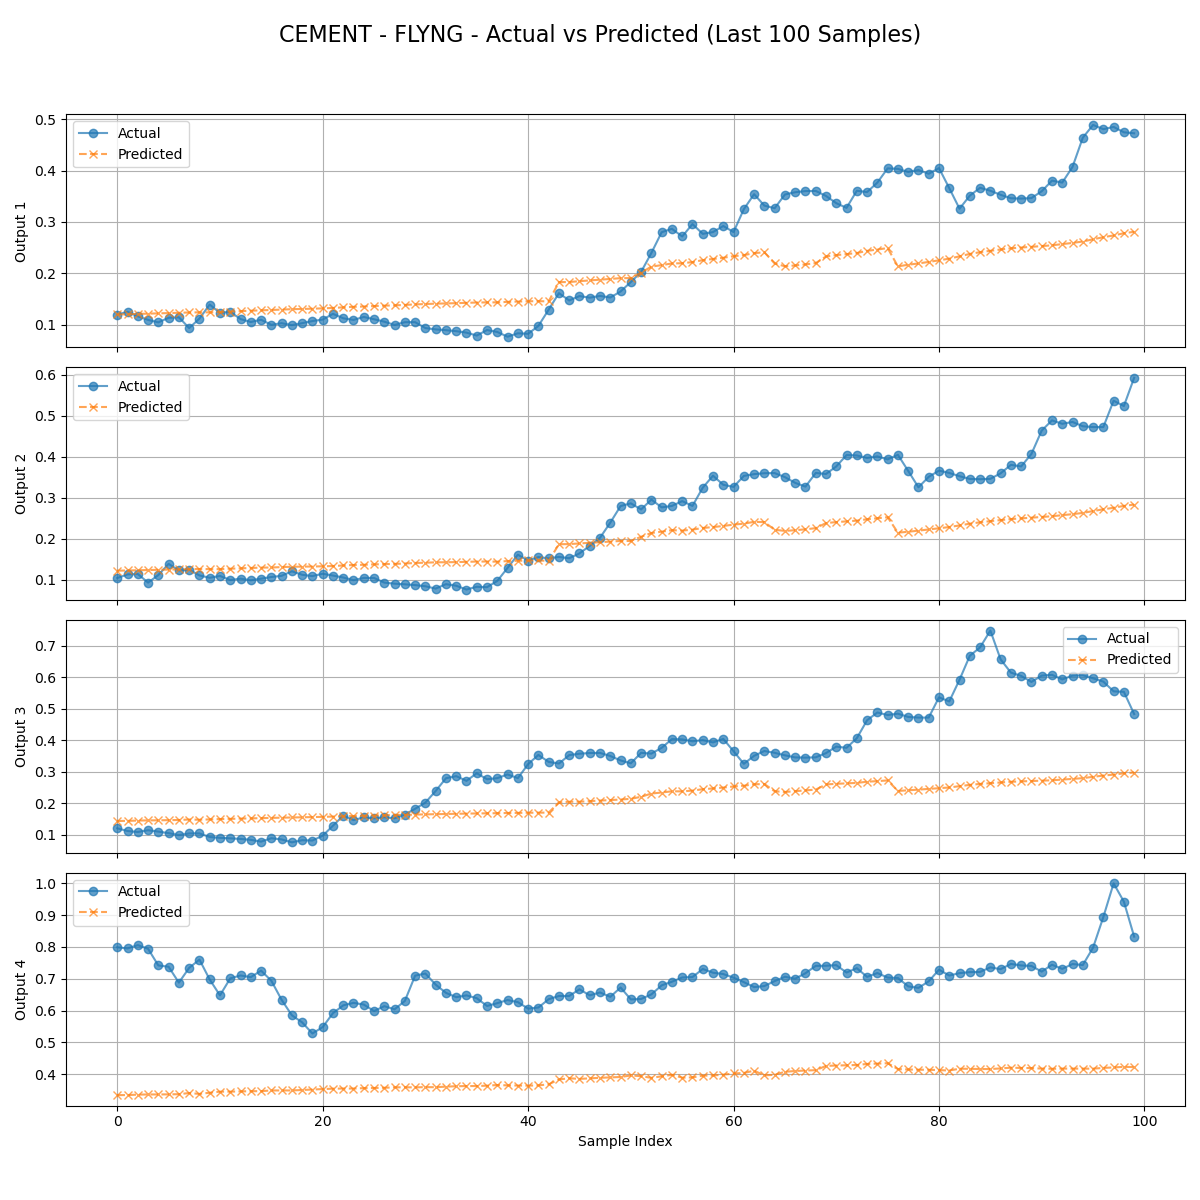 CEMENT - FLYNG - Actual vs Predicted (Last 100 Samples)
0.5
0.4
0.3
0.2
0.1
Output 1
Actual
Predicted
0.6
0.5
0.4
0.3
0.2
0.1
Output 2
Actual
Predicted
0.7
0.6
0.5
0.4
0.3
0.2
0.1
Output 3
Actual
Predicted
1.0
0.9
0.8
0.7
0.6
0.5
0.4
Output 4
Actual
Predicted
0 20 40 60 80 100
Sample Index